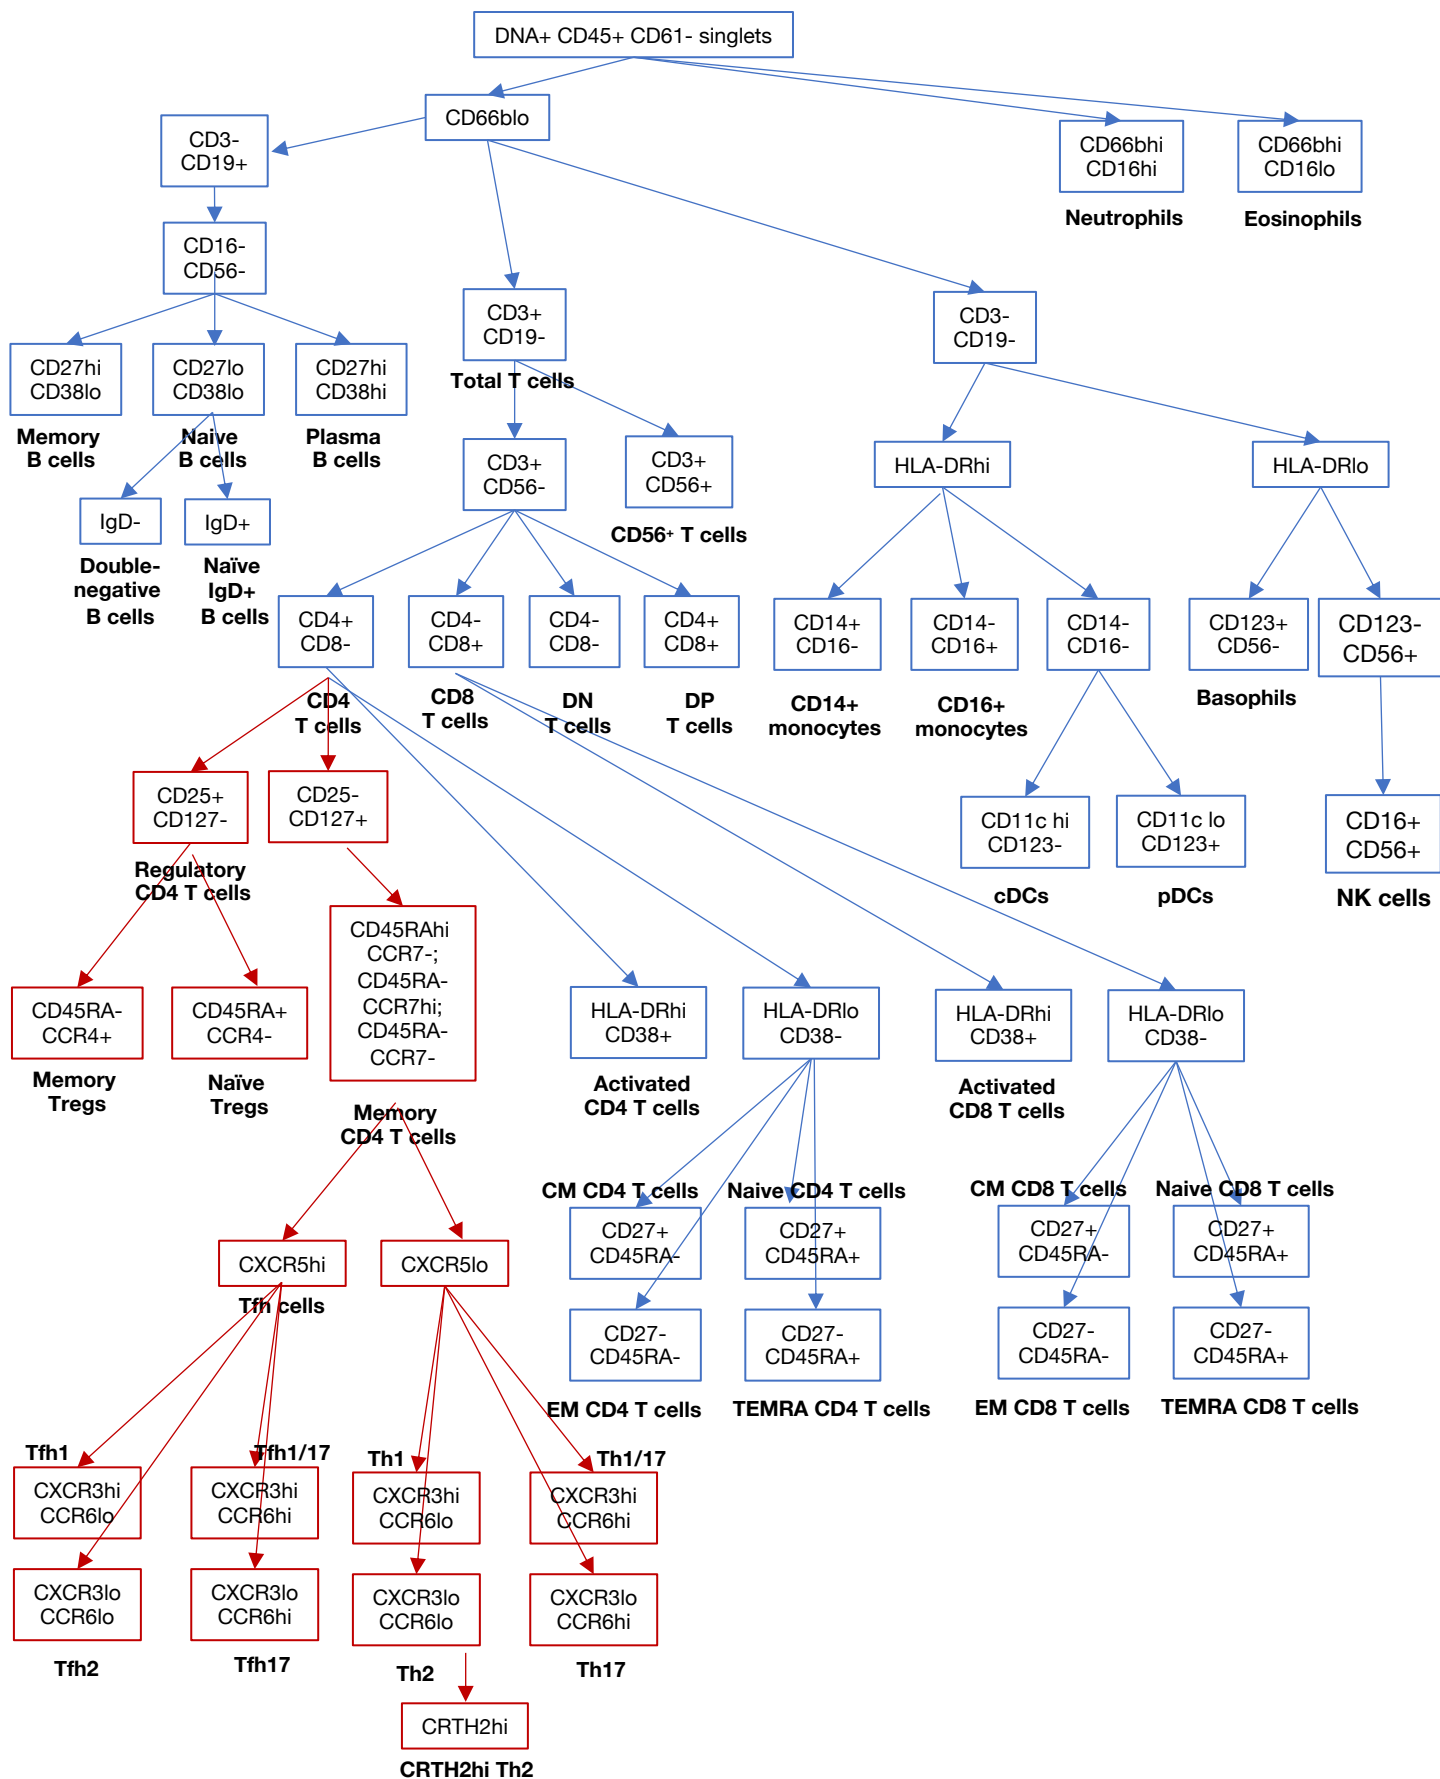 DNA+ CD45+ CD61- singlets
CD66blo
CD3-
CD19+
CD66bhi
CD16hi
Neutrophils
CD66bhi
CD16lo
Eosinophils
CD16-
CD56-
CD3+
CD19-
Total T cells
CD3-
CD19-
CD27hi
CD38lo
Memory
B cells
CD27lo
CD38lo
Naive
B cells
CD27hi
CD38hi
Plasma
B cells
CD3+
CD56-
CD3+
CD56+
CD56+ T cells
HLA-DRhi
HLA-DRlo
IgD-
Double-
negative
B cells
IgD+
Naïve
IgD+
B cells
CD4+
CD8-
CD4
T cells
CD4-
CD8+
CD8
T cells
CD4-
CD8-
DN
T cells
CD4+
CD8+
DP
T cells
CD14+
CD16-
CD14+
monocytes
CD14-
CD16+
CD16+
monocytes
CD14-
CD16-
CD123+
CD56-
Basophils
CD123-
CD56+
CD25+
CD127-
Regulatory
CD4 T cells
CD25-
CD127+
CD11c hi
CD123-
cDCs
CD11c lo
CD123+
pDCs
CD16+
CD56+
NK cells
CD45RA-
CCR4+
Memory
Tregs
CD45RA+
CCR4-
Naïve
Tregs
CD45RAhi
CCR7-;
CD45RA-
CCR7hi;
CD45RA-
CCR7-
Memory
CD4 T cells
HLA-DRhi
CD38+
Activated
CD4 T cells
HLA-DRlo
CD38-
HLA-DRhi
CD38+
Activated
CD8 T cells
HLA-DRlo
CD38-
CM CD4 T cells
CD27+
CD45RA-
Naive CD4 T cells
CD27+
CD45RA+
CM CD8 T cells
CD27+
CD45RA-
Naive CD8 T cells
CD27+
CD45RA+
CXCR5hi
Tfh cells
CXCR5lo
CD27-
CD45RA-
EM CD4 T cells
CD27-
CD45RA+
TEMRA CD4 T cells
CD27-
CD45RA-
EM CD8 T cells
CD27-
CD45RA+
TEMRA CD8 T cells
Tfh1
CXCR3hi
CCR6lo
Tfh1/17
CXCR3hi
CCR6hi
Th1
CXCR3hi
CCR6lo
Th1/17
CXCR3hi
CCR6hi
CXCR3lo
CCR6lo
Tfh2
CXCR3lo
CCR6hi
Tfh17
CXCR3lo
CCR6lo
Th2
CXCR3lo
CCR6hi
Th17
CRTH2hi
CRTH2hi Th2